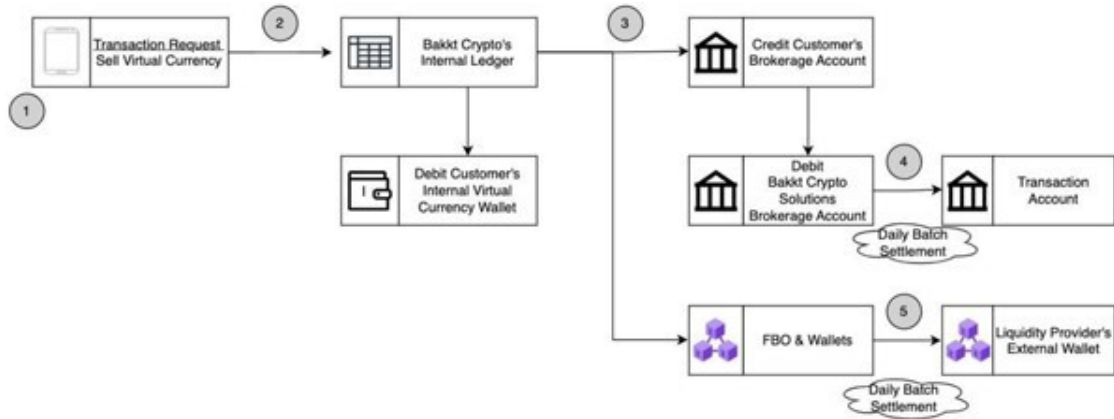 2
3
Transaction Request
Sell Virtual Currency
Bakkt Crypto's
Internal Ledger
Credit Customer's
Brokerage Account
1
4
Debit Customer's
Internal Virtual
Currency Wallet
Debit
Bakkt Crypto
Solutions
Brokerage Account
Transaction
Account
Daily Batch
Settlement
5
FBO & Wallets
Liquidity Provider's
External Wallet
Daily Batch
Settlement